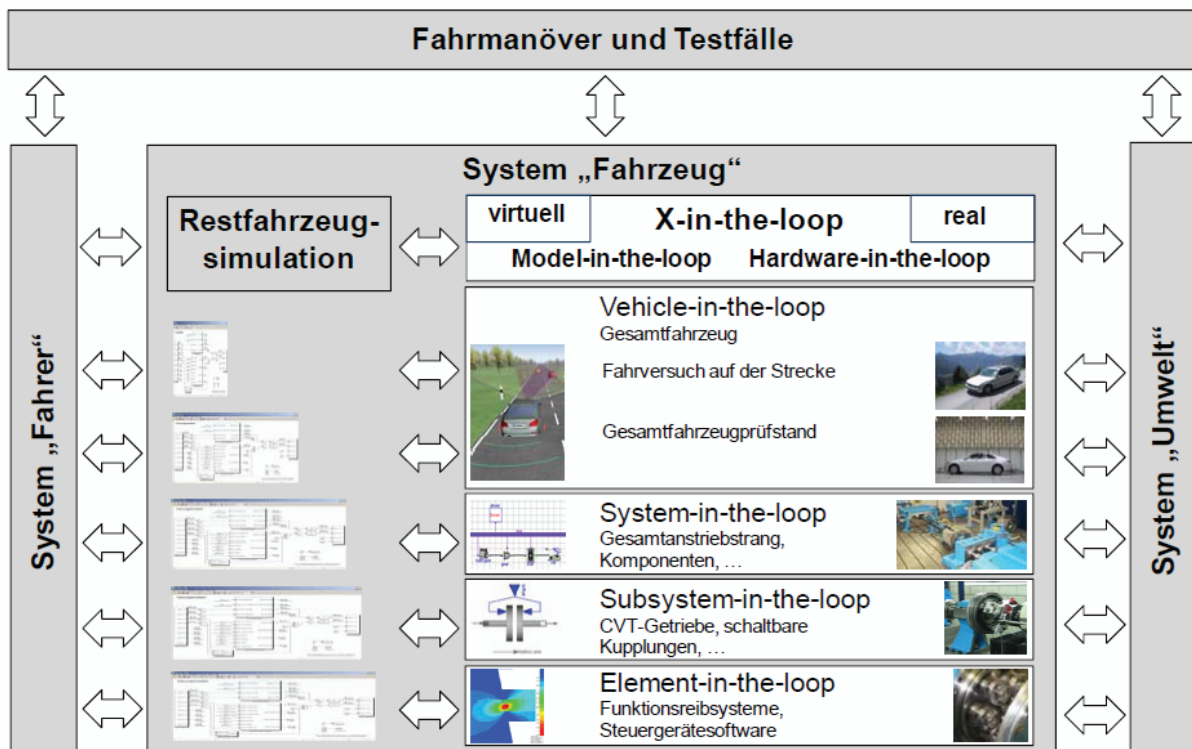 Fahrmanöver und Testfälle
System „Fahrer“
System „Fahrzeug“
Restfahrzeug-
simulation
virtuell
X-in-the-loop
real
Model-in-the-loop
Hardware-in-the-loop
Vehicle-in-the-loop
Gesamtfahrzeug
Fahrversuch auf der Strecke
Gesamtfahrzeugprüfstand
System-in-the-loop
Gesamtanstriebstrang,
Komponenten, …
Subsystem-in-the-loop
CVT-Getriebe, schaltbare
Kupplungen, …
Element-in-the-loop
Funktionsreibsysteme,
Steuergerätesoftware
System „Umwelt“